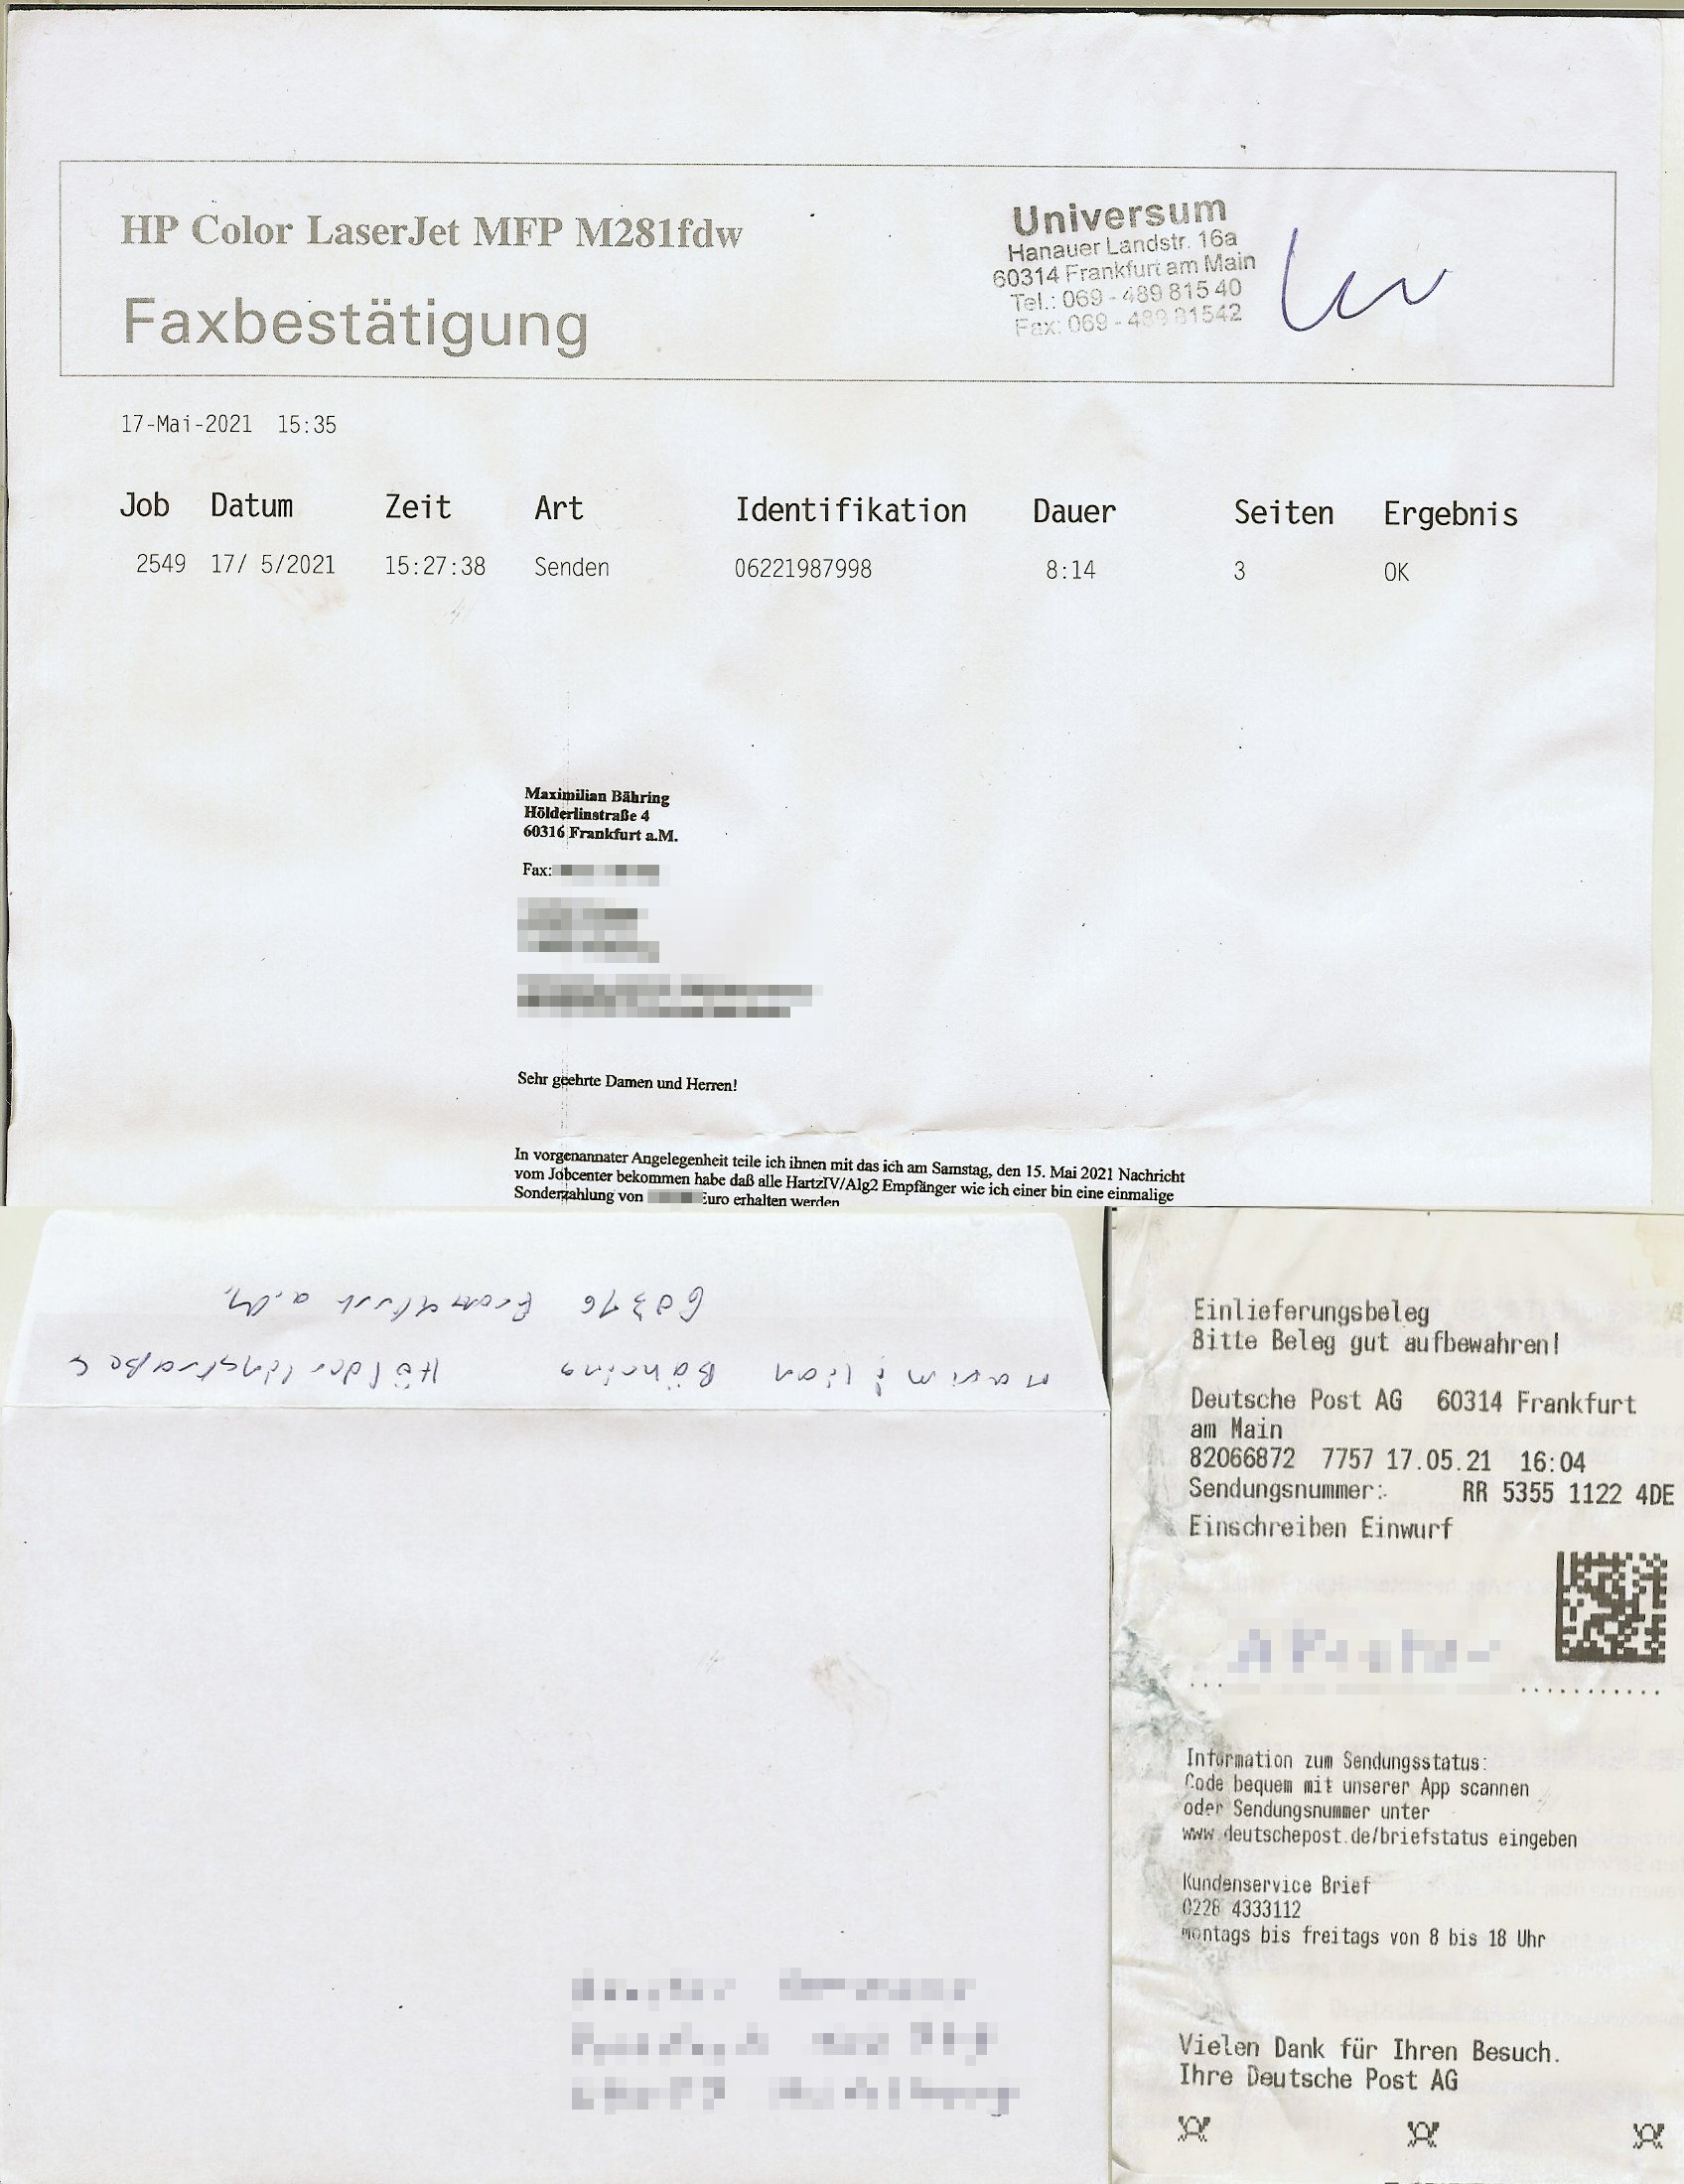 HP Color LaserJet MFP M281fdw
Faxbestätigung
Universum
Hanauer Landstr. 16a
60314 Frankfurt am Main
Tel.: 069 - 489 815 40
Fax: 069 - 489 81542
17-Mai-2021 15:35
Job Datum Zeit Art Identifikation Dauer Seiten Ergebnis
2549 17/ 5/2021 15:27:38 Senden 06221987998 8:14 3 OK
Maximilian Bähring
Hölderlinstraße 4
60316 Frankfurt a.M.
Fax:
Sehr geehrte Damen und Herren!
In vorgenannater Angelegenheit teile ich ihnen mit das ich am Samstag, den 15. Mai 2021 Nachricht
vom Jobcenter bekommen habe daß alle HartzIV/Alg2 Empfänger wie ich einer bin eine einmalige
Sonderzahlung von Euro erhalten werden
Maximilian Bähring Hölderlinstraße 4
60316 Frankfurt a.M.
Einlieferungsbeleg
Bitte Beleg gut aufbewahren!
Deutsche Post AG 60314 Frankfurt
am Main
82066872 7757 17.05.21 16:04
Sendungsnummer: RR 5355 1122 4DE
Einschreiben Einwurf
Information zum Sendungsstatus:
Code bequem mit unserer App scannen
oder Sendungsnummer unter
www.deutschepost.de/briefstatus eingeben
Kundenservice Brief
0228 4333112
montags bis freitags von 8 bis 18 Uhr
Vielen Dank für Ihren Besuch.
Ihre Deutsche Post AG